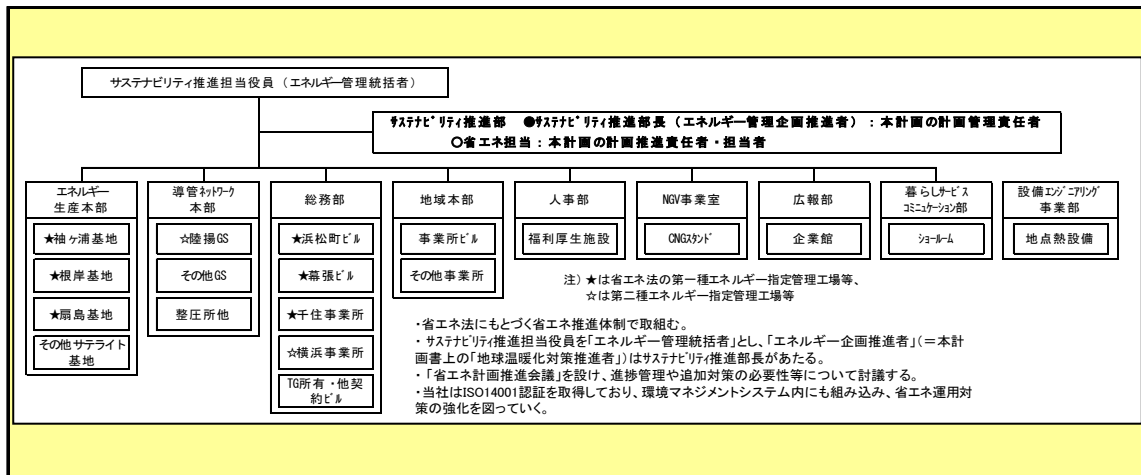 サステナビリティ推進担当役員（エネルギー管理統括者）
ｻｽﾃﾅﾋﾞﾘﾃｨ推進部　●ｻｽﾃﾅﾋﾞﾘﾃｨ推進部長（エネルギー管理企画推進者）：本計画の計画管理責任者
○省エネ担当：本計画の計画推進責任者・担当者
エネルギー
生産本部
★袖ヶ浦基地
★根岸基地
★扇島基地
その他サテライト
基地
導管ﾈｯﾄﾜｰｸ
本部
☆陸揚GS
その他GS
整圧所他
総務部
★浜松町ビル
★幕張ビル
★千住事業所
☆横浜事業所
TG所有・他契
約ビル
地域本部
事業所ビル
その他事業所
人事部
福利厚生施設
NGV事業室
CNGｽﾀﾝﾄﾞ
広報部
企業館
暮らしｻｰﾋﾞｽ
ｺﾐﾆｭｹｰｼｮﾝ部
ｼｮｰﾙｰﾑ
設備ｴﾝｼﾞﾆｱﾘﾝｸﾞ
事業部
地点熱設備
注）★は省エネ法の第一種エネルギー指定管理工場等、
☆は第二種エネルギー指定管理工場等
・省エネ法にもとづく省エネ推進体制で取組む。
・サステナビリティ推進担当役員を「エネルギー管理統括者」とし、「エネルギー企画推進者」（＝本計
画書上の「地球温暖化対策推進者」）はサステナビリティ推進部長があたる。
・「省エネ計画推進会議」を設け、進捗管理や追加対策の必要性等について討議する。
・当社はISO14001認証を取得しており、環境マネジメントシステム内にも組み込み、省エネ運用対
策の強化を図っていく。